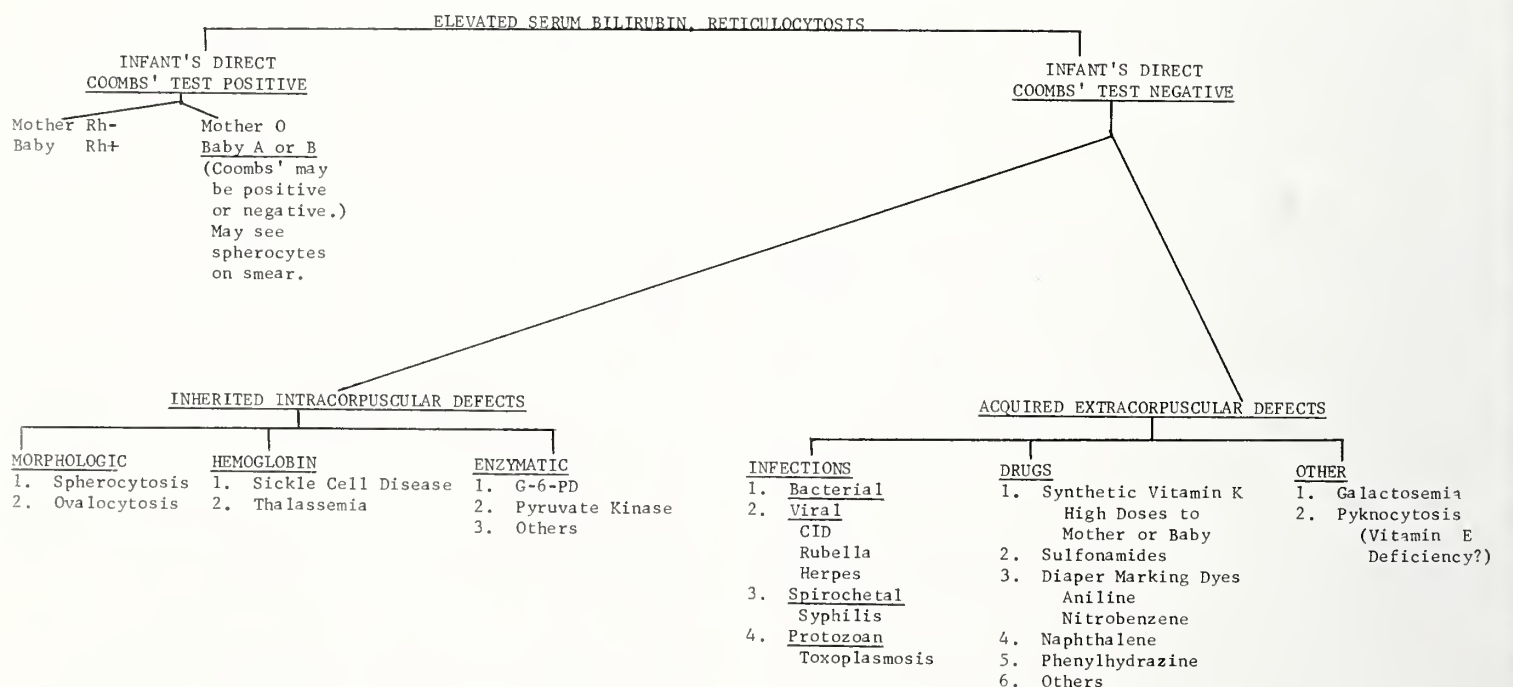 ELEVATED SERUM BILIRUBIN, RETICULOCYTOSIS
INFANT'S DIRECT
COOMBS' TEST POSITIVE
Mother Rh-
Baby Rh+
Mother O
Baby A or B
(Coombs' may
be positive
or negative.)
May see
spherocytes
on smear.
INFANT'S DIRECT
COOMBS' TEST NEGATIVE
INHERITED INTRACORPUSCULAR DEFECTS
MORPHOLOGIC
1. Spherocytosis
2. Ovalocytosis
HEMOGLOBIN
1. Sickle Cell Disease
2. Thalassemia
ENZYMATIC
1. G-6-PD
2. Pyruvate Kinase
3. Others
ACQUIRED EXTRACORPUSCULAR DEFECTS
INFECTIONS
1. Bacterial
2. Viral
CID
Rubella
Herpes
3. Spirochetal
Syphilis
4. Protozoan
Toxoplasmosis
DRUGS
1. Synthetic Vitamin K
High Doses to
Mother or Baby
2. Sulfonamides
3. Diaper Marking Dyes
Aniline
Nitrobenzene
4. Naphthalene
5. Phenylhydrazine
6. Others
OTHER
1. Galactosemia
2. Pyknocytosis
(Vitamin E
Deficiency?)